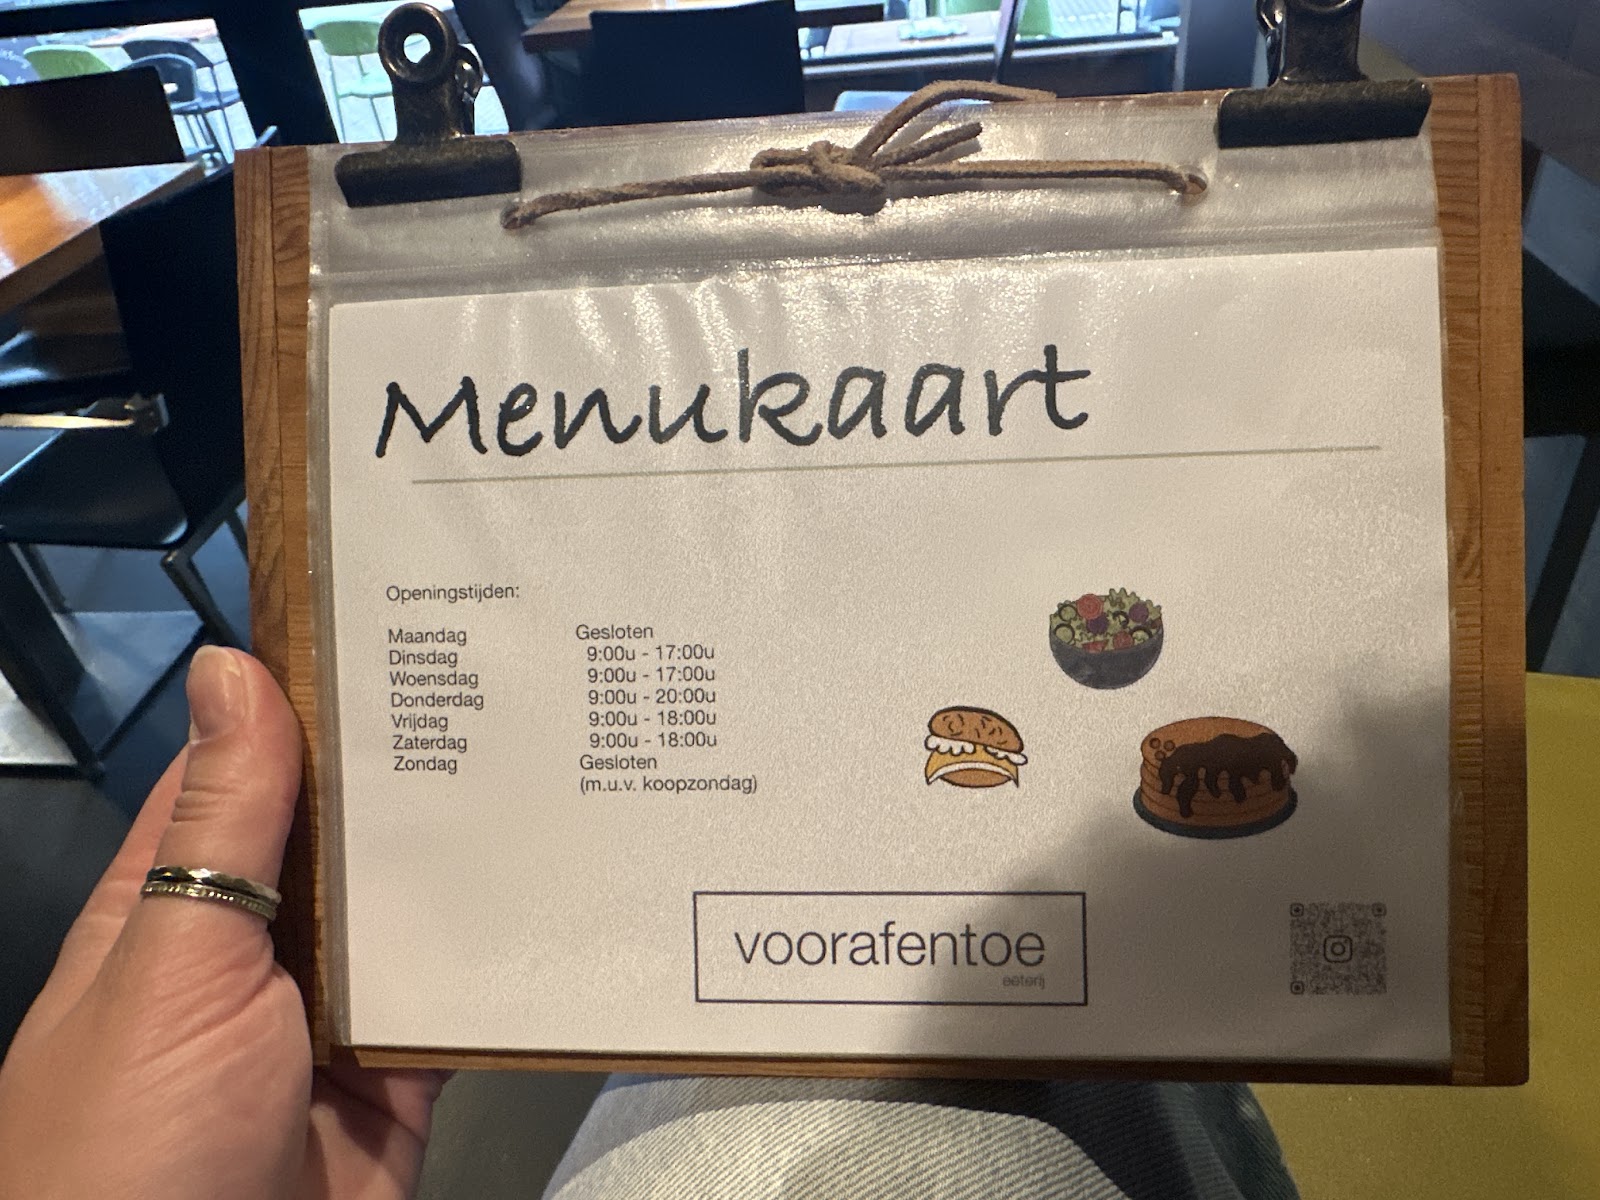 Menukaart
Openingstijden:
Maandag Gesloten
Dinsdag 9:00u - 17:00u
Woensdag 9:00u - 17:00u
Donderdag 9:00u - 20:00u
Vrijdag 9:00u - 18:00u
Zaterdag 9:00u - 18:00u
Zondag Gesloten
(m.u.v. koopzondag)
voorafentoe
eeterij